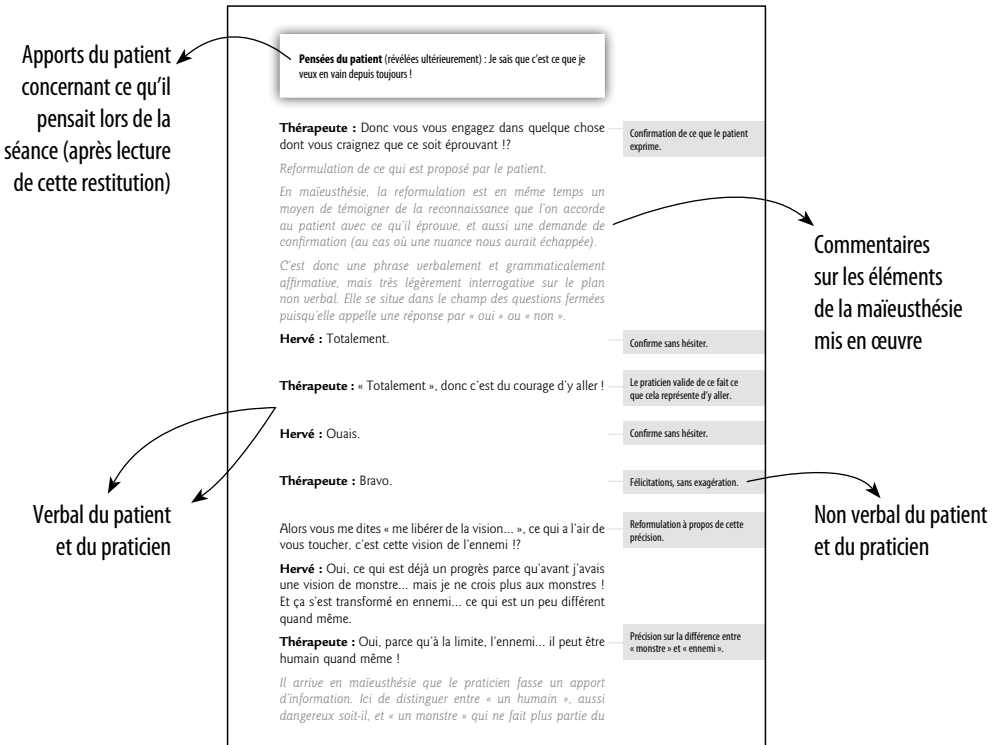 Apports du patient
concernant ce qu'il
pensait lors de la
séance (après lecture
de cette restitution)
Pensées du patient (révélées ultérieurement) : Je sais que c'est ce que je
veux en vain depuis toujours !
Thérapeute : Donc vous vous engagez dans quelque chose
dont vous craignez que ce soit éprouvant !?
Confirmation de ce que le patient
exprime.
Reformulation de ce qui est proposé par le patient.
En maïeusthésie, la reformulation est en même temps un
moyen de témoigner de la reconnaissance que l'on accorde
au patient avec ce qu'il éprouve, et aussi une demande de
confirmation (au cas où une nuance nous aurait échappée).
C'est donc une phrase verbalement et grammaticalement
affirmative, mais très légèrement interrogative sur le plan
non verbal. Elle se situe dans le champ des questions fermées
puisqu'elle appelle une réponse par « oui » ou « non ».
Commentaires
sur les éléments
de la maïeusthésie
mis en œuvre
Hervé : Totalement.
Confirme sans hésiter.
Thérapeute : « Totalement », donc c'est du courage d'y aller !
Le praticien valide de ce fait ce
que cela représente d'y aller.
Hervé : Ouais.
Confirme sans hésiter.
Thérapeute : Bravo.
Félicitations, sans exagération.
Verbal du patient
et du praticien
Non verbal du patient
et du praticien
Alors vous me dites « me libérer de la vision... », ce qui a l'air de
vous toucher, c'est cette vision de l'ennemi !?
Reformulation à propos de cette
précision.
Hervé : Oui, ce qui est déjà un progrès parce qu'avant j'avais
une vision de monstre... mais je ne crois plus aux monstres !
Et ça s'est transformé en ennemi... ce qui est un peu différent
quand même.
Thérapeute : Oui, parce qu'à la limite, l'ennemi... il peut être
humain quand même !
Précision sur la différence entre
« monstre » et « ennemi ».
Il arrive en maïeusthésie que le praticien fasse un apport
d'information. Ici de distinguer entre « un humain », aussi
dangereux soit-il, et « un monstre » qui ne fait plus partie du